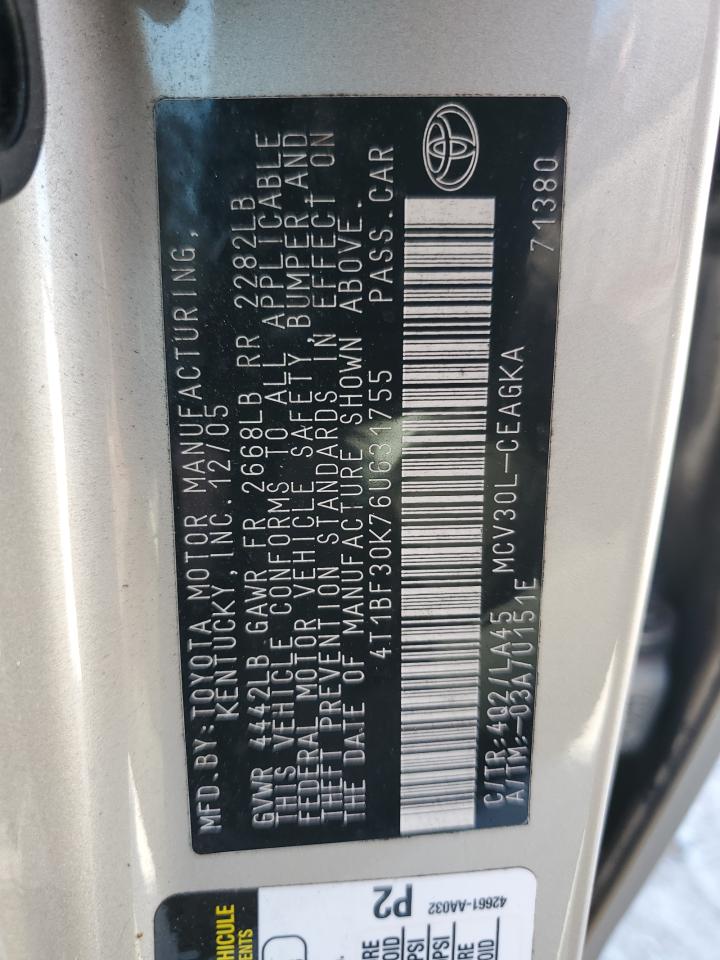 MFD.BY:TOYOTA MOTOR MANUFACTURING,
KENTUCKY, INC. 12/05
GVWR 4442LB GAWR FR 2668LB RR 2282LB
THIS VEHICLE CONFORMS TO ALL APPLICABLE
FEDERAL MOTOR VEHICLE SAFETY, BUMPER, AND
THEFT PREVENTION STANDARDS IN EFFECT ON
THE DATE OF MANUFACTURE SHOWN ABOVE.
4T1BF30K76U631755 PASS.CAR
C/TR:4Q2/LA45 MCV30L-CEAGKA
A/TM:-03A/U151E 71380
P2
42661-AA032
HICULE
ENTS